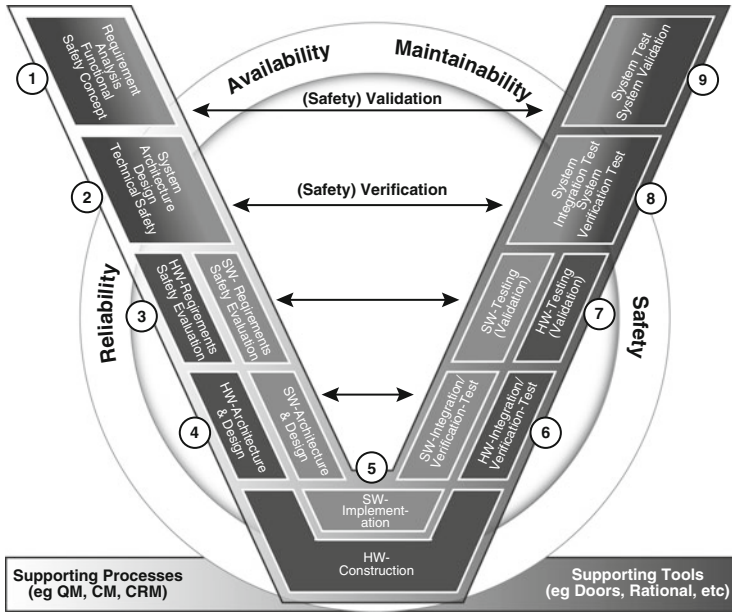 Availability
Maintainability
Reliability
Safety
1
Requirement
Analysis
Functional
Safety Concept
(Safety) Validation
System Test
System Validation
9
2
System
Architecture
Design
Technical Safety
(Safety) Verification
System
Integration Test
System
Verification Test
8
3
HW-Reqirements
Safety Evaluation
SW- Reqirements
Safety Evaluation
SW-Testing
(Validation)
HW-Testing
(Validation)
7
4
HW-Architecture
& Design
SW-Architecture
& Design
SW-Integration/
Verification-Test
HW-Integration/
Verification-Test
6
5
SW-
Implement-
ation
HW-
Construction
Supporting Processes
(eg QM, CM, CRM)
Supporting Tools
(eg Doors, Rational, etc)